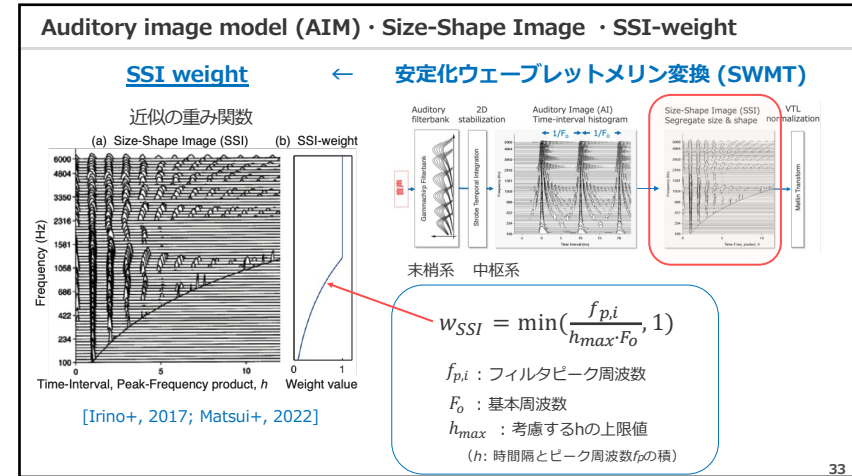 Auditory image model (AIM)・Size-Shape Image ・SSI-weight
SSI weight ← 安定化ウェーブレットメリン変換 (SWMT)
近似の重み関数
(a) Size-Shape Image (SSI) (b) SSI-weight
6000
4804
3350
2316
1581
1058
686
422
234
100
Frequency (Hz)
0 5 10
0 1
Time-Interval, Peak-Frequency product, h Weight value
[Irino+, 2017; Matsui+, 2022]
Auditory filterbank
2D stabilization
Auditory Image (AI)
Time-interval histogram
Size-Shape Image (SSI)
Segregate size & shape
VTL normalization
音声
Gammachirp Filterbank
Strobe Temporal Integration
1/Fo 1/Fo
Mellin Transform
末梢系 中枢系
w_SSI = min(f_p,i / h_max·F_o, 1)
f_p,i : フィルタピーク周波数
F_o : 基本周波数
h_max : 考慮するhの上限値
(h: 時間隔とピーク周波数fpの積)
33